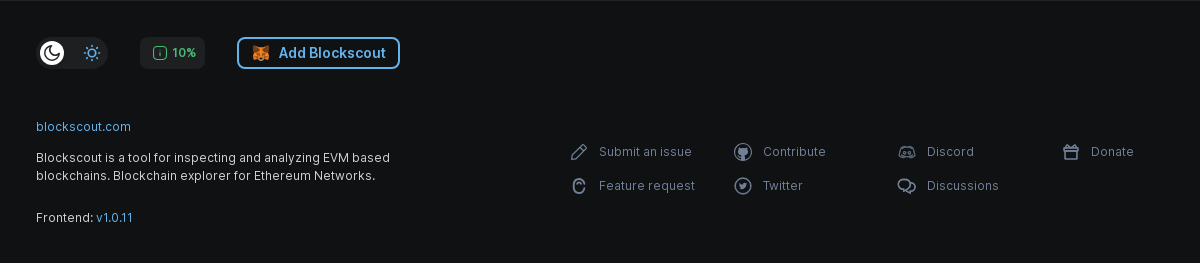 10%
Add Blockscout
blockscout.com
Blockscout is a tool for inspecting and analyzing EVM based
blockchains. Blockchain explorer for Ethereum Networks.
Frontend: v1.0.11
Submit an issue
Contribute
Discord
Donate
Feature request
Twitter
Discussions